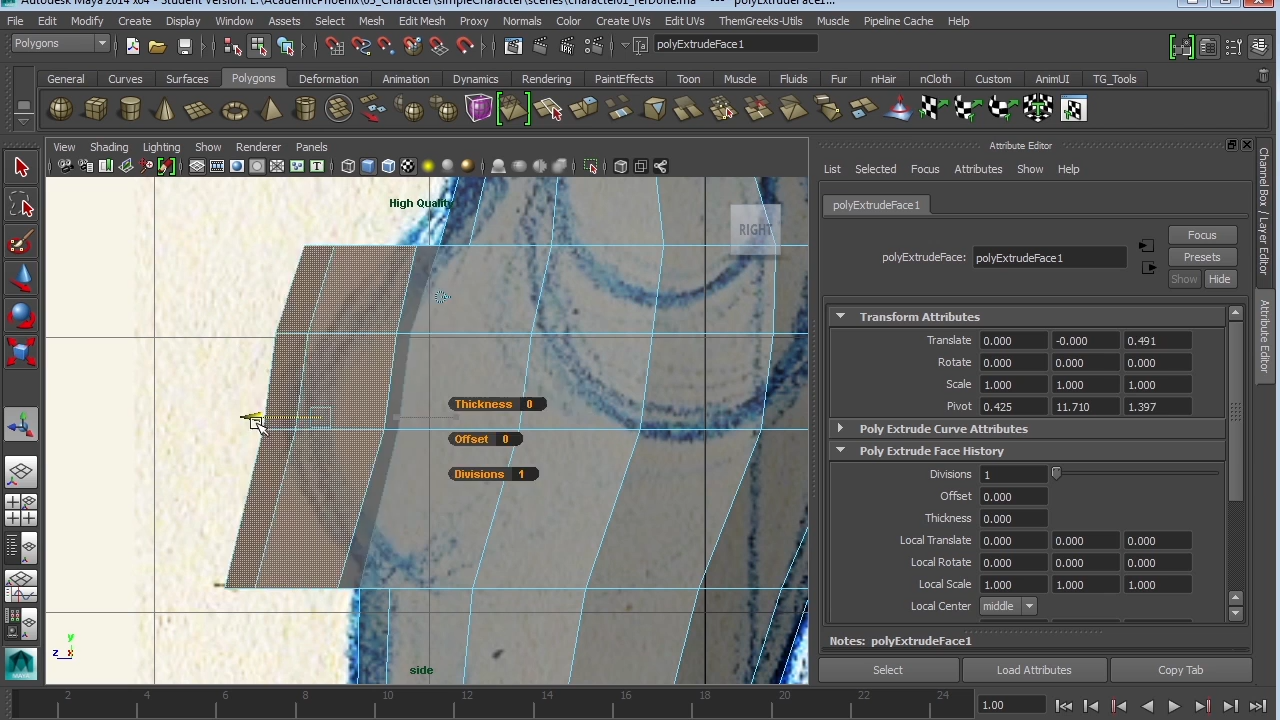 Autodesk Maya 2014 x64 - Student Version: E:\AcademicPhoenix\05_Character\simpleCharacter\scenes\character01_refDone.ma --- polyExtrudeFace1...
File Edit Modify Create Display Window Assets Select Mesh Edit Mesh Proxy Normals Color Create UVs Edit UVs ThemGreeks-Utils Muscle Pipeline Cache Help
Polygons
polyExtrudeFace1
General Curves Surfaces Polygons Deformation Animation Dynamics Rendering PaintEffects Toon Muscle Fluids Fur nHair nCloth Custom AnimUI TG_Tools
View Shading Lighting Show Renderer Panels
Attribute Editor
List Selected Focus Attributes Show Help
High Quality
RIGHT
polyExtrudeFace1
polyExtrudeFace: polyExtrudeFace1
Focus
Presets
Show Hide
Transform Attributes
Translate 0.000 -0.000 0.491
Rotate 0.000 0.000 0.000
Scale 1.000 1.000 1.000
Pivot 0.425 11.710 1.397
Poly Extrude Curve Attributes
Poly Extrude Face History
Divisions 1
Offset 0.000
Thickness 0.000
Local Translate 0.000 0.000 0.000
Local Rotate 0.000 0.000 0.000
Local Scale 1.000 1.000 1.000
Local Center middle
Notes: polyExtrudeFace1
Select Load Attributes Copy Tab
Channel Box / Layer Editor
Attribute Editor
Thickness 0
Offset 0
Divisions 1
y
z x
side
2 4 6 8 10 12 14 16 18 20 22 24
1.00